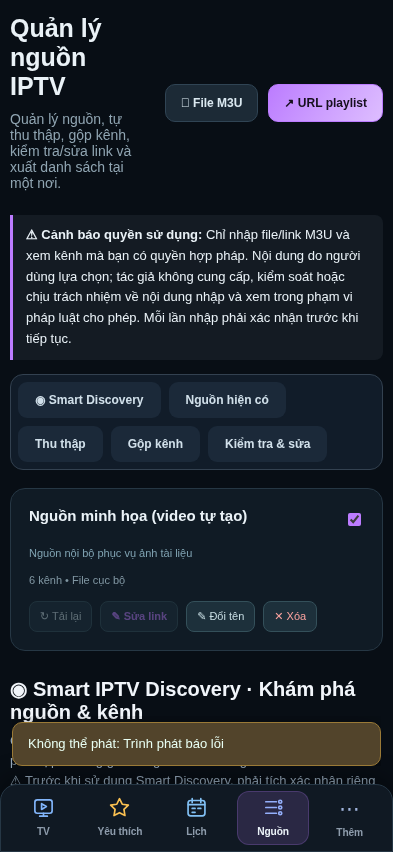 Quản lý
nguồn
IPTV
Quản lý nguồn, tự
thu thập, gộp kênh,
kiểm tra/sửa link và
xuất danh sách tại
một nơi.
File M3U
↗ URL playlist
⚠ Cảnh báo quyền sử dụng: Chỉ nhập file/link M3U và
xem kênh mà bạn có quyền hợp pháp. Nội dung do người
dùng lựa chọn; tác giả không cung cấp, kiểm soát hoặc
chịu trách nhiệm về nội dung nhập và xem trong phạm vi
pháp luật cho phép. Mỗi lần nhập phải xác nhận trước khi
tiếp tục.
◉ Smart Discovery
Nguồn hiện có
Thu thập
Gộp kênh
Kiểm tra & sửa
Nguồn minh họa (video tự tạo)
Nguồn nội bộ phục vụ ảnh tài liệu
6 kênh • File cục bộ
↻ Tải lại
✎ Sửa link
✎ Đổi tên
✕ Xóa
◉ Smart IPTV Discovery · Khám phá
nguồn & kênh
Không thể phát: Trình phát báo lỗi
⚠ Trước khi sử dụng Smart Discovery, phải tích xác nhận riêng
TV
Yêu thích
Lịch
Nguồn
Thêm